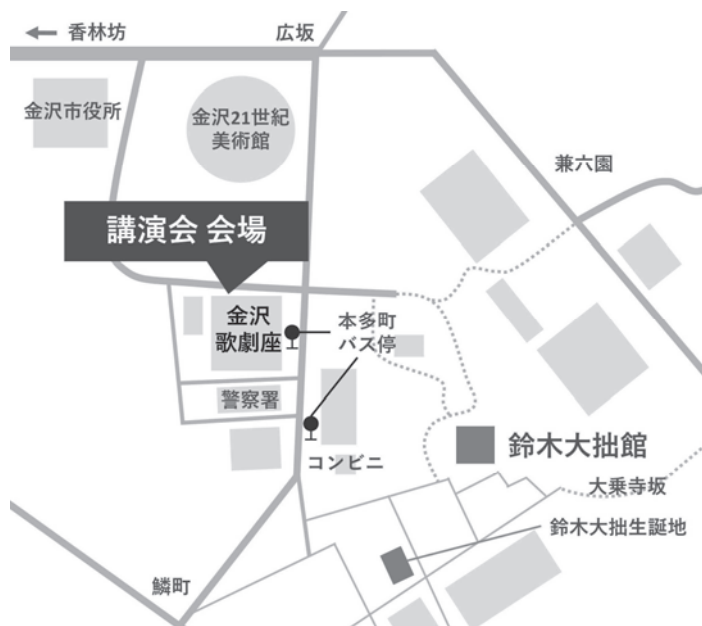 ← 香林坊
広坂
金沢市役所
金沢21世紀
美術館
兼六園
講演会 会場
金沢
歌劇座
本多町
バス停
警察署
コンビニ
鈴木大拙館
大乗寺坂
鈴木大拙生誕地
鱗町